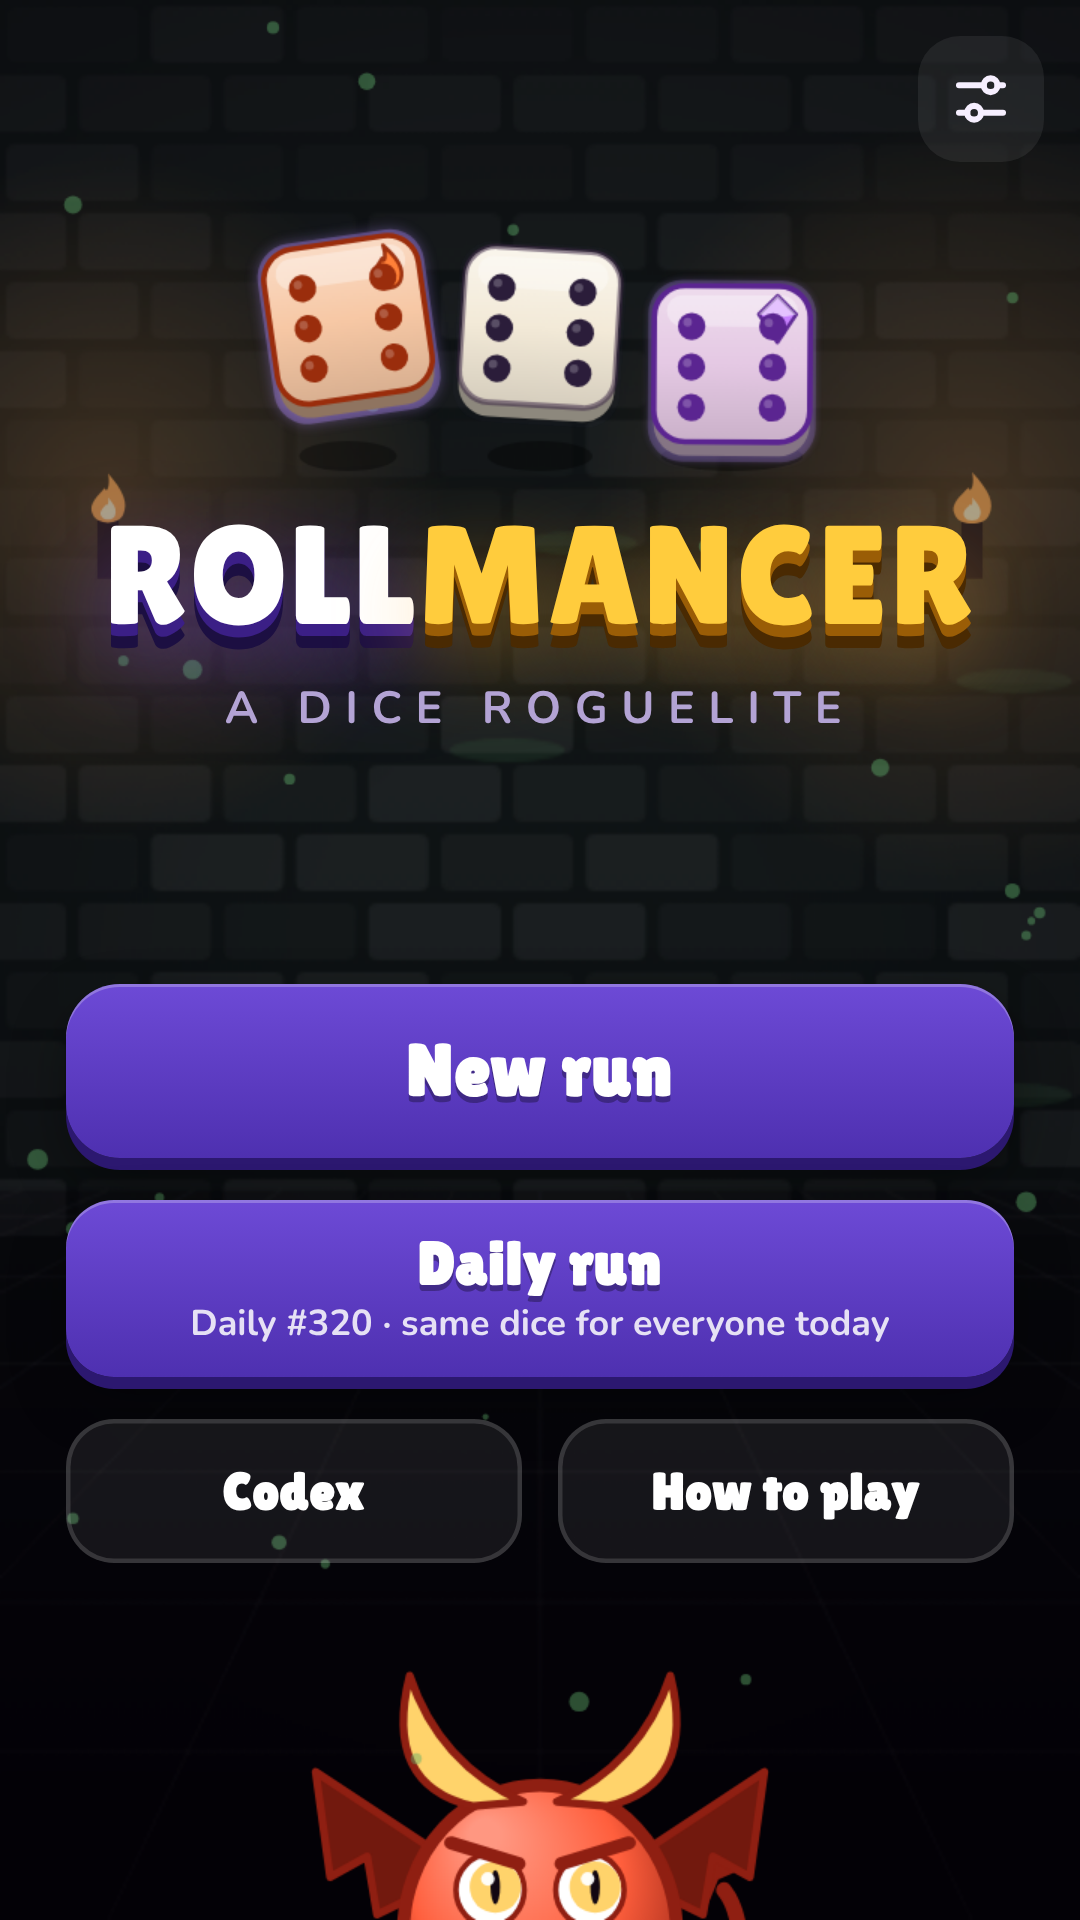 ROLLMANCER
A DICE ROGUELITE
New run
Daily run
Daily #320 · same dice for everyone today
Codex
How to play